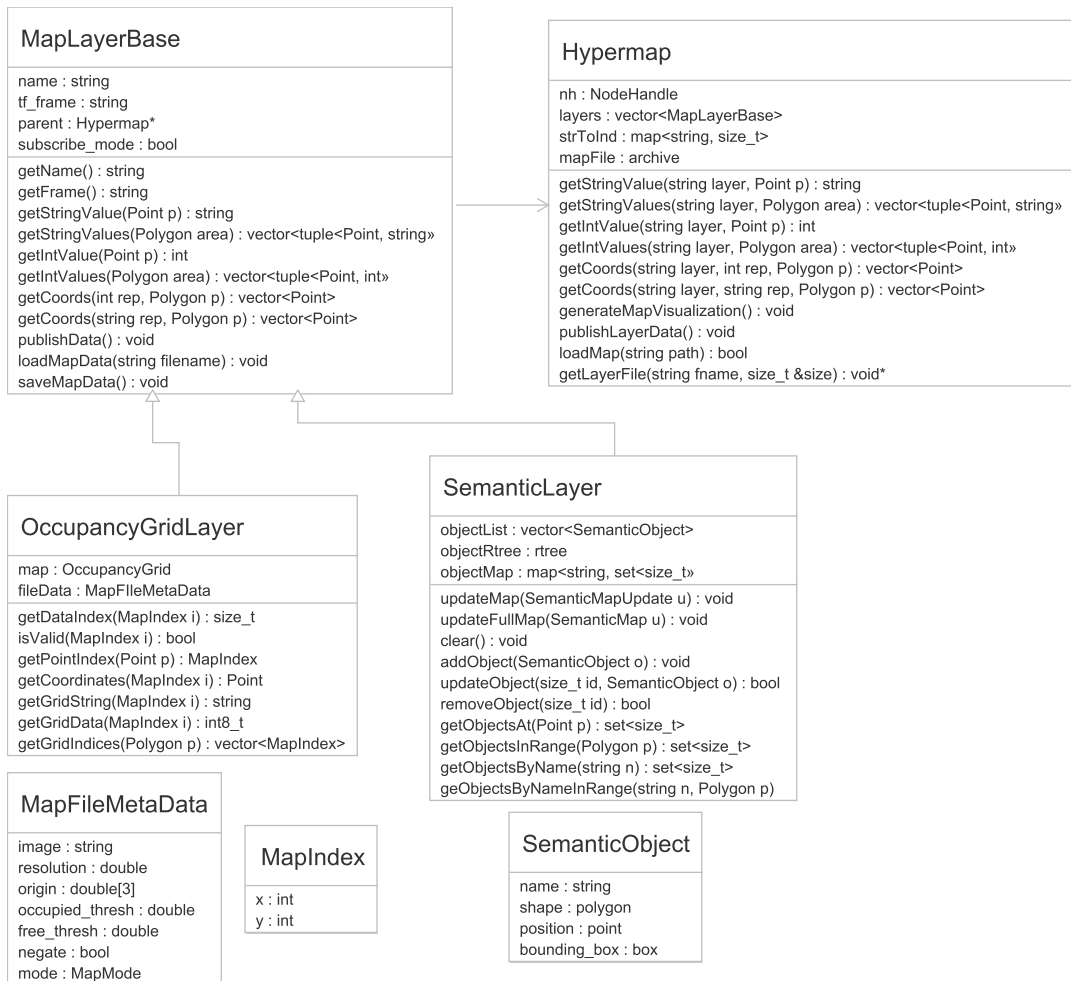 MapLayerBase
name : string
tf_frame : string
parent : Hypermap*
subscribe_mode : bool
getName() : string
getFrame() : string
getStringValue(Point p) : string
getStringValues(Polygon area) : vector<tuple<Point, string»
getIntValue(Point p) : int
getIntValues(Polygon area) : vector<tuple<Point, int»
getCoords(int rep, Polygon p) : vector<Point>
getCoords(string rep, Polygon p) : vector<Point>
publishData() : void
loadMapData(string filename) : void
saveMapData() : void
Hypermap
nh : NodeHandle
layers : vector<MapLayerBase>
strToInd : map<string, size_t>
mapFile : archive
getStringValue(string layer, Point p) : string
getStringValues(string layer, Polygon area) : vector<tuple<Point, string»
getIntValue(string layer, Point p) : int
getIntValues(string layer, Polygon area) : vector<tuple<Point, int»
getCoords(string layer, int rep, Polygon p) : vector<Point>
getCoords(string layer, string rep, Polygon p) : vector<Point>
generateMapVisualization() : void
publishLayerData() : void
loadMap(string path) : bool
getLayerFile(string fname, size_t &size) : void*
OccupancyGridLayer
map : OccupancyGrid
fileData : MapFIleMetaData
getDataIndex(MapIndex i) : size_t
isValid(MapIndex i) : bool
getPointIndex(Point p) : MapIndex
getCoordinates(MapIndex i) : Point
getGridString(MapIndex i) : string
getGridData(MapIndex i) : int8_t
getGridIndices(Polygon p) : vector<MapIndex>
SemanticLayer
objectList : vector<SemanticObject>
objectRtree : rtree
objectMap : map<string, set<size_t»
updateMap(SemanticMapUpdate u) : void
updateFullMap(SemanticMap u) : void
clear() : void
addObject(SemanticObject o) : void
updateObject(size_t id, SemanticObject o) : bool
removeObject(size_t id) : bool
getObjectsAt(Point p) : set<size_t>
getObjectsInRange(Polygon p) : set<size_t>
getObjectsByName(string n) : set<size_t>
geObjectsByNameInRange(string n, Polygon p)
MapFileMetaData
image : string
resolution : double
origin : double[3]
occupied_thresh : double
free_thresh : double
negate : bool
mode : MapMode
MapIndex
x : int
y : int
SemanticObject
name : string
shape : polygon
position : point
bounding_box : box